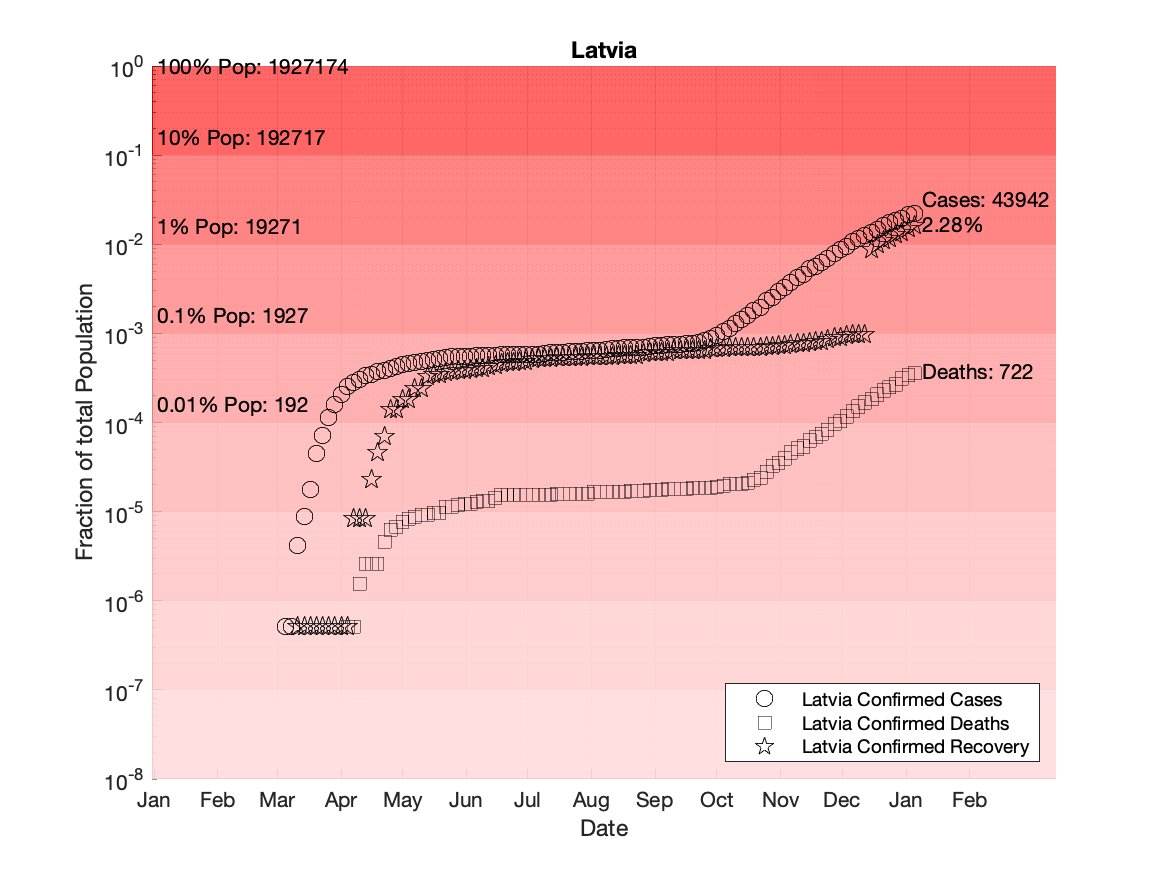 Latvia
10^0
100% Pop: 1927174
10% Pop: 192717
10^-1
Cases: 43942
2.28%
1% Pop: 19271
10^-2
0.1% Pop: 1927
10^-3
Deaths: 722
0.01% Pop: 192
10^-4
10^-5
10^-6
10^-7
10^-8
Fraction of total Population
Latvia Confirmed Cases
Latvia Confirmed Deaths
Latvia Confirmed Recovery
Jan Feb Mar Apr May Jun Jul Aug Sep Oct Nov Dec Jan Feb
Date